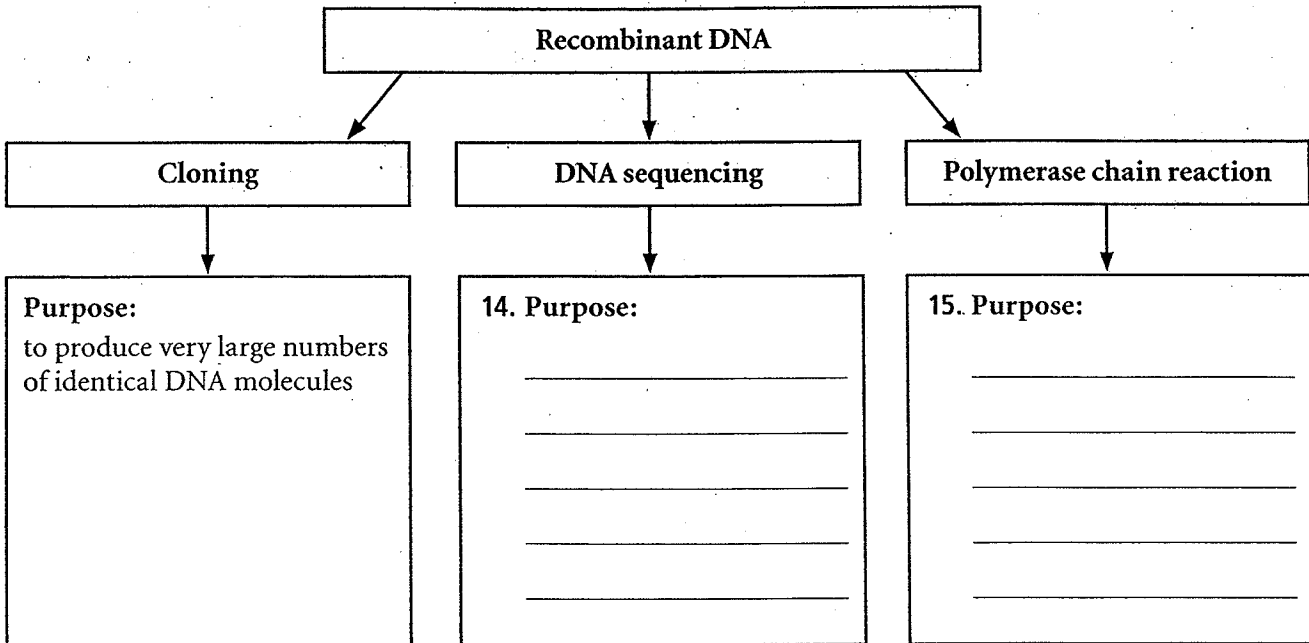 Recombinant DNA
Cloning
DNA sequencing
Polymerase chain reaction
Purpose:
to produce very large numbers
of identical DNA molecules
14. Purpose:
15. Purpose: